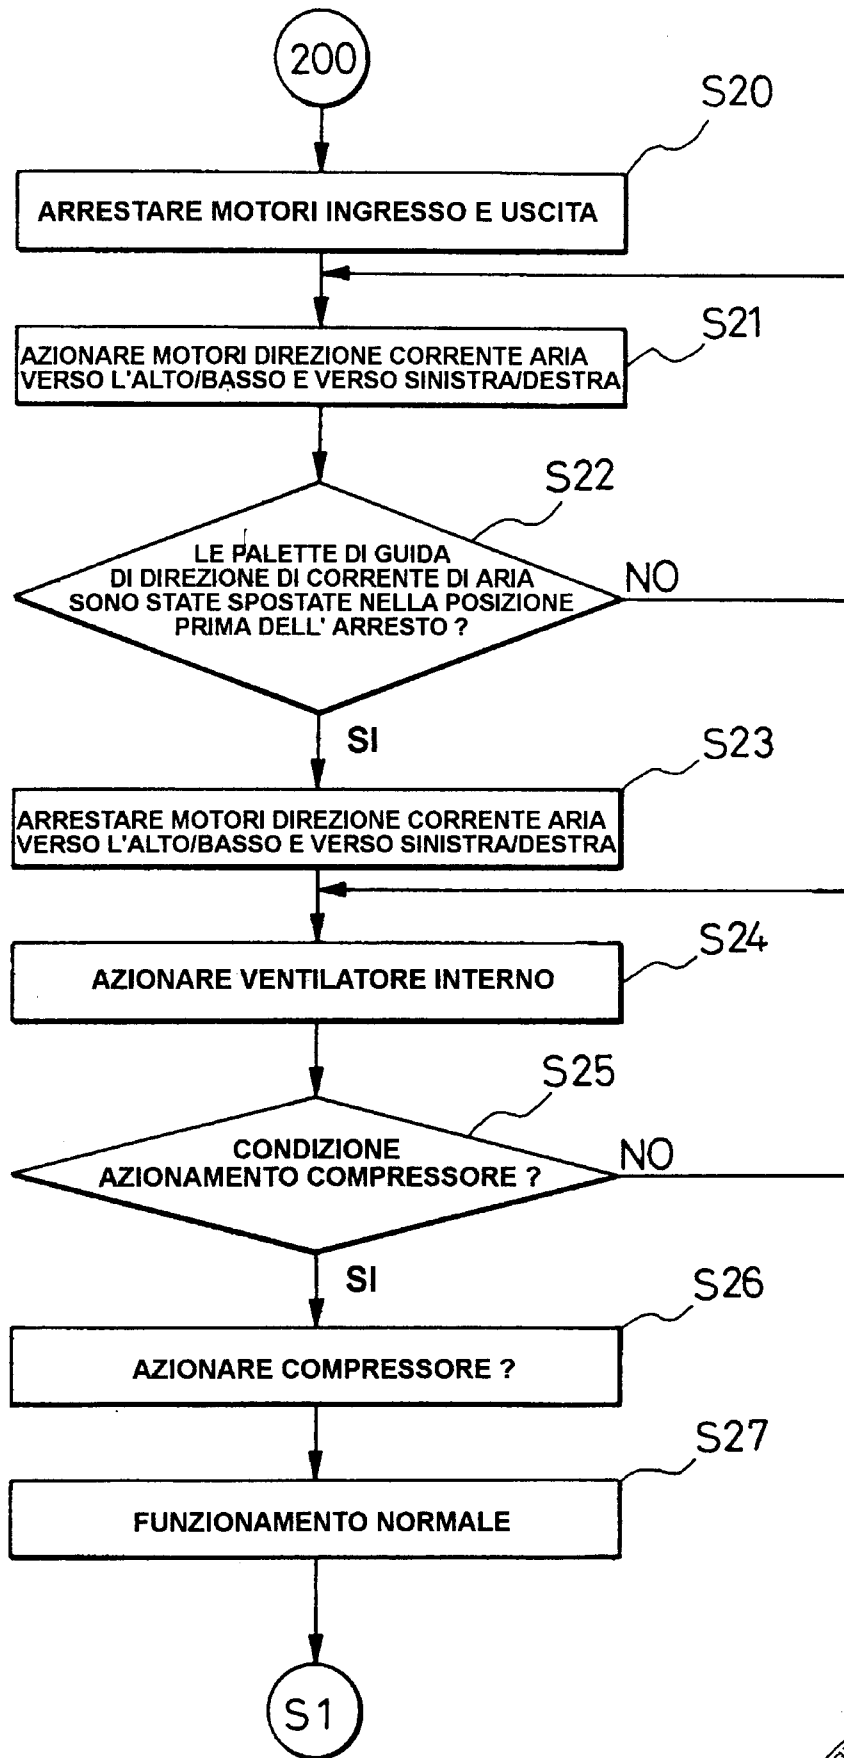 200
S20
ARRESTARE MOTORI INGRESSO E USCITA
S21
AZIONARE MOTORI DIREZIONE CORRENTE ARIA
VERSO L'ALTO/BASSO E VERSO SINISTRA/DESTRA
S22
LE PALETTE DI GUIDA
DI DIREZIONE DI CORRENTE DI ARIA
SONO STATE SPOSTATE NELLA POSIZIONE
PRIMA DELL' ARRESTO ?
NO
SI
S23
ARRESTARE MOTORI DIREZIONE CORRENTE ARIA
VERSO L'ALTO/BASSO E VERSO SINISTRA/DESTRA
S24
AZIONARE VENTILATORE INTERNO
S25
CONDIZIONE
AZIONAMENTO COMPRESSORE ?
NO
SI
S26
AZIONARE COMPRESSORE ?
S27
FUNZIONAMENTO NORMALE
S1